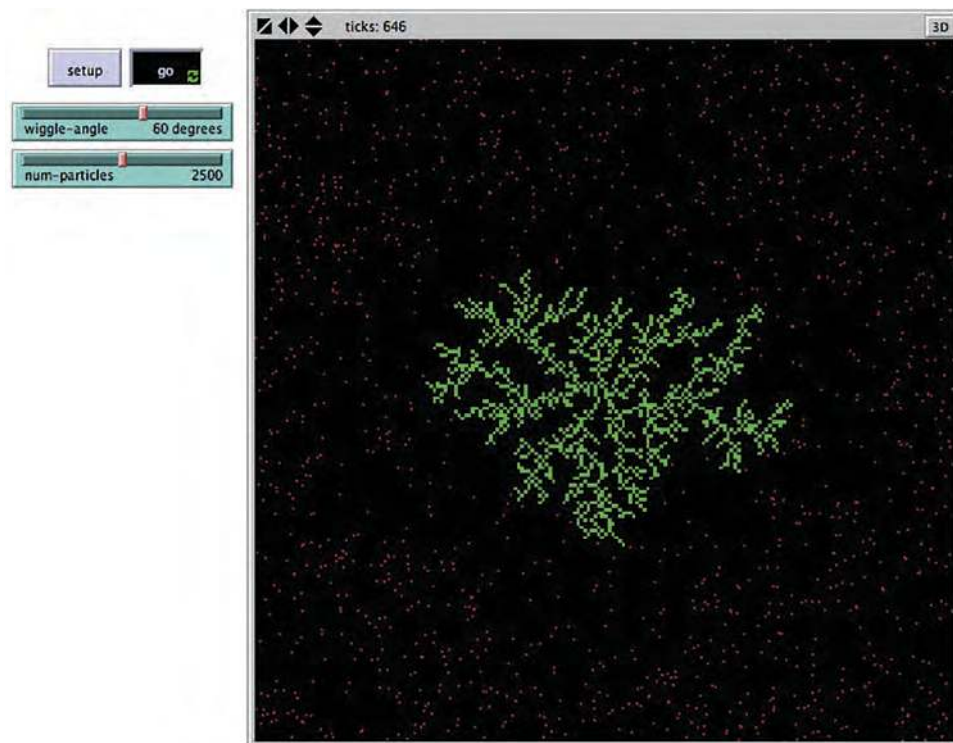 ticks: 646
3D
setup
go
wiggle-angle 60 degrees
num-particles 2500